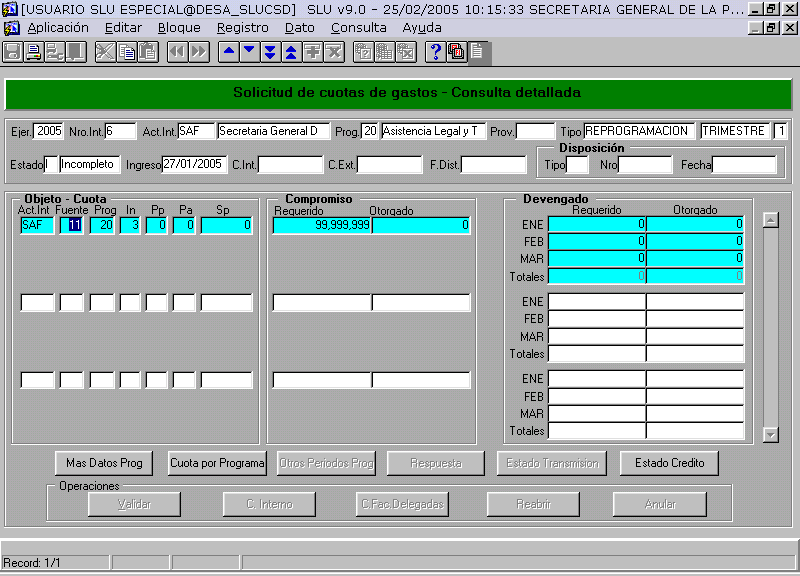 [USUARIO SLU ESPECIAL@DESA_SLUCSD]   SLU v9.0 - 25/02/2005 10:15:33 SECRETARIA GENERAL DE LA P...
Aplicación Editar Bloque Registro Dato Consulta Ayuda
Solicitud de cuotas de gastos - Consulta detallada
Ejer. 2005 Nro.Int. 6 Act.Int. SAF Secretaria General D Prog. 20 Asistencia Legal y T Prov. Tipo REPROGRAMACION TRIMESTRE 1
Disposición
Estado I Incompleto Ingreso 27/01/2005 C.Int. C.Ext. F.Dist. Tipo Nro Fecha
Objeto - Cuota Compromiso Devengado
Act.Int Fuente Prog In Pp Pa Sp Requerido Otorgado Requerido Otorgado
SAF 11 20 3 0 0 0 99,999,999 0 ENE 0 0
FEB 0 0
MAR 0 0
Totales 0 0
ENE
FEB
MAR
Totales
ENE
FEB
MAR
Totales
Mas Datos Prog Cuota por Programa Otros Periodos Prog Respuesta Estado Transmision Estado Credito
Operaciones
Validar C. Interno C.Fac.Delegadas Reabrir Anular
Record: 1/1